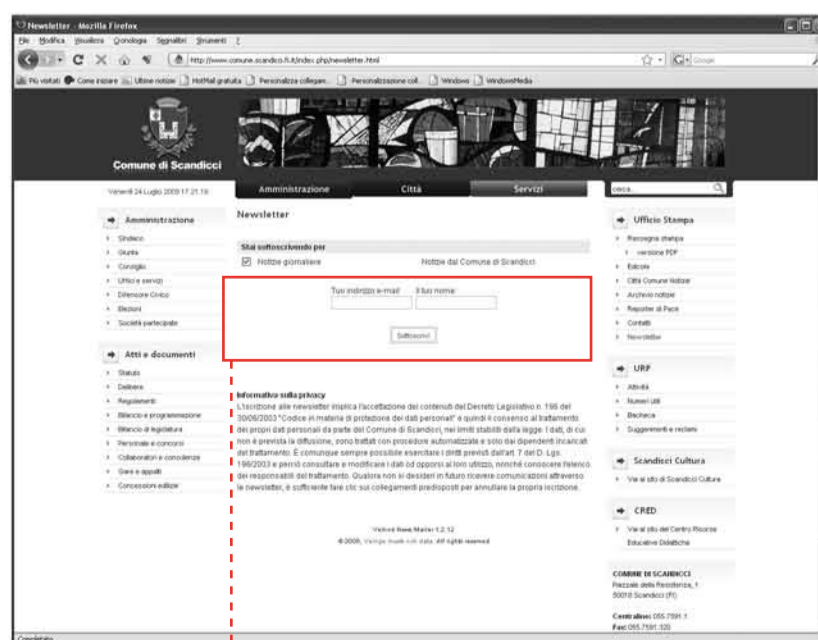 Newsletter - Mozilla Firefox
File Modifica Visualizza Cronologia Segnalibri Strumenti ?
http://www.comune.scandicci.fi.it/index.php/newsletter.html
Google
Più visitati Come iniziare Ultime notizie HotMail gratuita Personalizza collegam... Personalizzazione coll... Windows WindowsMedia
Comune di Scandicci
Venerdì 24 Luglio 2009 17.21.19
Amministrazione Città Servizi
cerca...
Amministrazione
Sindaco
Giunta
Consiglio
Uffici e servizi
Difensore Civico
Elezioni
Società partecipate
Atti e documenti
Statuto
Delibere
Regolamenti
Bilancio e programmazione
Bilancio di legislatura
Personale e concorsi
Collaboratori e consulenze
Gare e appalti
Concessioni edilizie
Newsletter
Stai sottoscrivendo per
Notizie giornaliere Notizie dal Comune di Scandicci
Tuo indirizzo e-mail: Il tuo nome:
Sottoscrivi
Informativa sulla privacy
L'iscrizione alle newsletter implica l'accettazione dei contenuti del Decreto Legislativo n. 196 del
30/06/2003 "Codice in materia di protezione dei dati personali" e quindi il consenso al trattamento
dei propri dati personali da parte del Comune di Scandicci, nei limiti stabiliti dalla legge. I dati, di cui
non è prevista la diffusione, sono trattati con procedure automatizzate e solo dai dipendenti incaricati
del trattamento. È comunque sempre possibile esercitare i diritti previsti dall'art. 7 del D. Lgs.
196/2003 e perciò consultare e modificare i dati od opporsi al loro utilizzo, nonché conoscere l'elenco
dei responsabili del trattamento. Qualora non si desideri in futuro ricevere comunicazioni attraverso
la newsletter, è sufficiente fare clic sui collegamenti predisposti per annullare la propria iscrizione.
News Mailer 1.2.12
© 2009, All rights reserved
Ufficio Stampa
Rassegna stampa
versione PDF
Edicola
Città Comune Notizie
Archivio notizie
Reporter di Pace
Contatti
Newsletter
URP
Attività
Numeri utili
Bacheca
Suggerimenti e reclami
Scandicci Cultura
Vai al sito di Scandicci Cultura
CRED
Vai al sito del Centro Risorse
Educative Didattiche
COMUNE DI SCANDICCI
Piazzale della Resistenza, 1
50018 Scandicci (FI)
Centralino: 055.7591.1
Fax: 055.7591.320
Completato